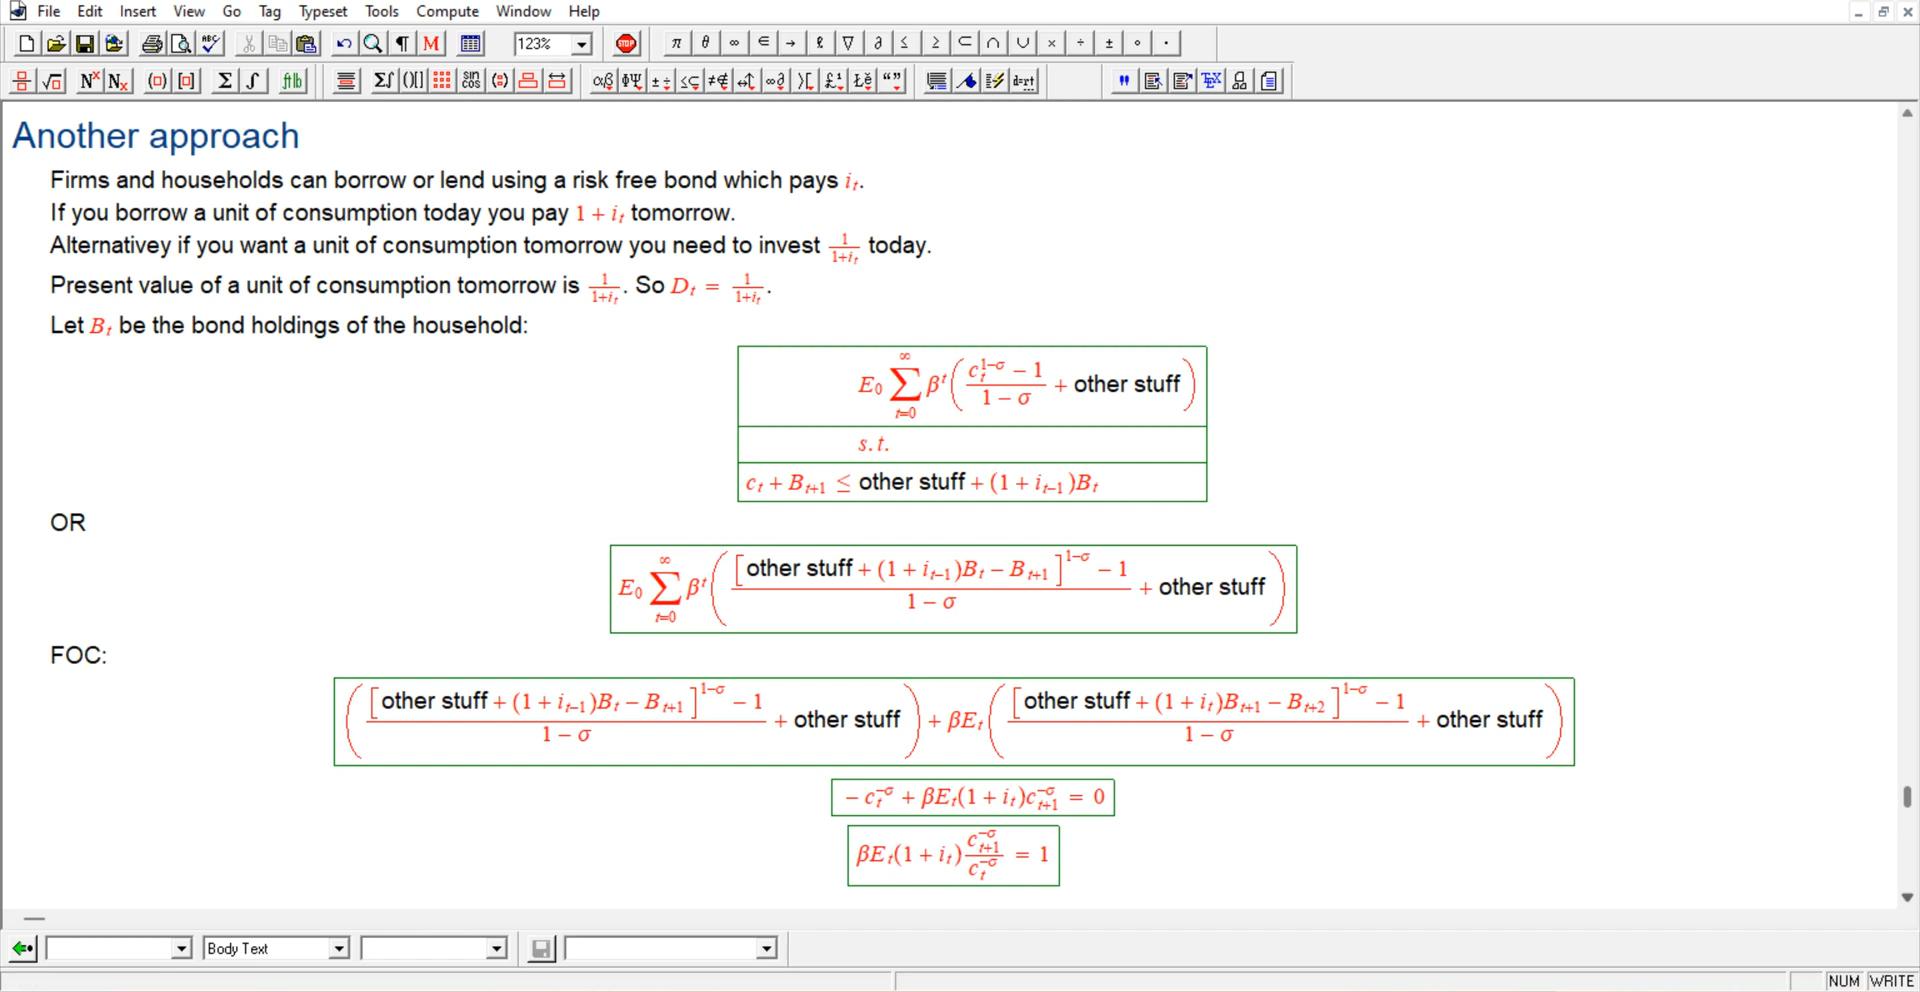 File Edit Insert View Go Tag Typeset Tools Compute Window Help
123% STOP π θ ∞ ∈ → ℓ ∇ ∂ ≤ ≥ ⊂ ∩ ∪ × ÷ ± ∘ ·
Another approach
Firms and households can borrow or lend using a risk free bond which pays i_t.
If you borrow a unit of consumption today you pay 1 + i_t tomorrow.
Alternativey if you want a unit of consumption tomorrow you need to invest 1/(1+i_t) today.
Present value of a unit of consumption tomorrow is 1/(1+i_t). So D_t = 1/(1+i_t).
Let B_t be the bond holdings of the household:
E_0 ∑_{t=0}^{∞} β^t ( (c_t^{1−σ} − 1)/(1 − σ) + other stuff )
s.t.
c_t + B_{t+1} ≤ other stuff + (1 + i_{t−1})B_t
OR
E_0 ∑_{t=0}^{∞} β^t ( ([other stuff + (1 + i_{t−1})B_t − B_{t+1}]^{1−σ} − 1)/(1 − σ) + other stuff )
FOC:
( ([other stuff + (1 + i_{t−1})B_t − B_{t+1}]^{1−σ} − 1)/(1 − σ) + other stuff ) + βE_t ( ([other stuff + (1 + i_t)B_{t+1} − B_{t+2}]^{1−σ} − 1)/(1 − σ) + other stuff )
− c_t^{−σ} + βE_t(1 + i_t)c_{t+1}^{−σ} = 0
βE_t(1 + i_t) c_{t+1}^{−σ}/c_t^{−σ} = 1
Body Text
NUM WRITE